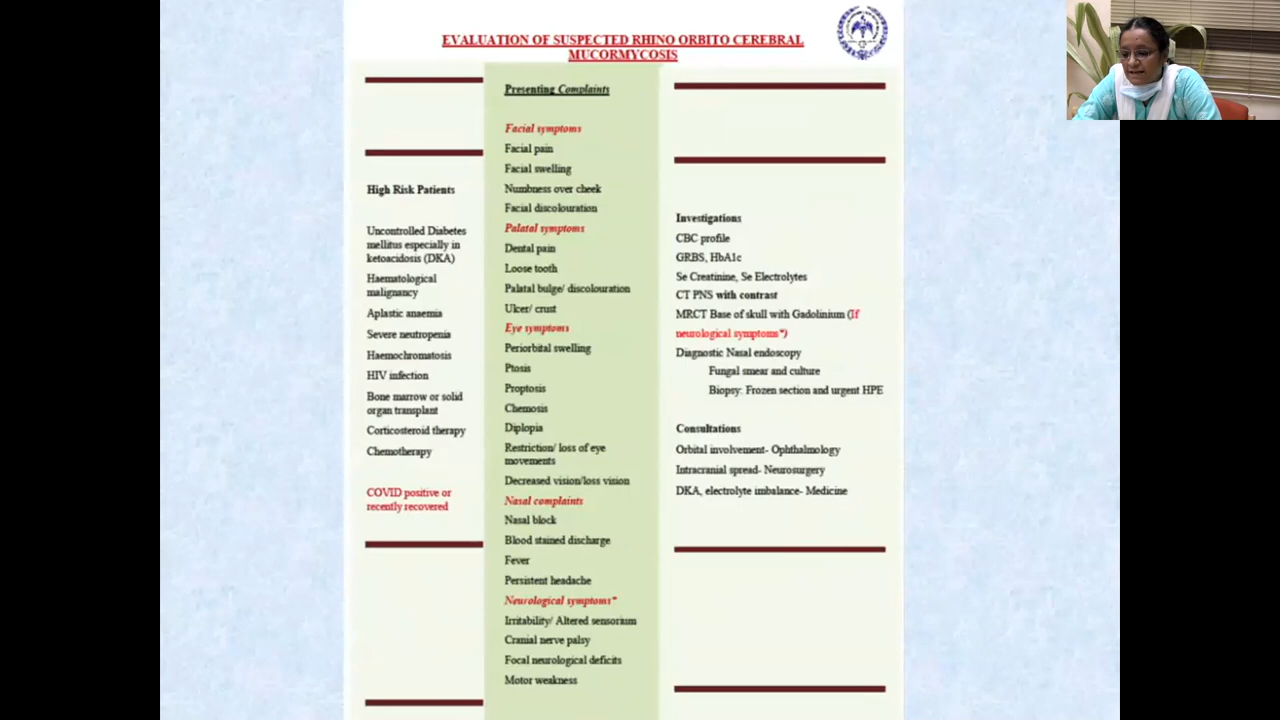 EVALUATION OF SUSPECTED RHINO ORBITO CEREBRAL
MUCORMYCOSIS
High Risk Patients
Uncontrolled Diabetes
mellitus especially in
ketoacidosis (DKA)
Haematological
malignancy
Aplastic anaemia
Severe neutropenia
Haemochromatosis
HIV infection
Bone marrow or solid
organ transplant
Corticosteroid therapy
Chemotherapy
COVID positive or
recently recovered
Presenting Complaints
Facial symptoms
Facial pain
Facial swelling
Numbness over cheek
Facial discolouration
Palatal symptoms
Dental pain
Loose tooth
Palatal bulge/ discolouration
Ulcer/ crust
Eye symptoms
Periorbital swelling
Ptosis
Proptosis
Chemosis
Diplopia
Restriction/ loss of eye
movements
Decreased vision/loss vision
Nasal complaints
Nasal block
Blood stained discharge
Fever
Persistent headache
Neurological symptoms*
Irritability/ Altered sensorium
Cranial nerve palsy
Focal neurological deficits
Motor weakness
Investigations
CBC profile
GRBS, HbA1c
Se Creatinine, Se Electrolytes
CT PNS with contrast
MRCT Base of skull with Gadolinium (If
neurological symptoms*)
Diagnostic Nasal endoscopy
Fungal smear and culture
Biopsy: Frozen section and urgent HPE
Consultations
Orbital involvement- Ophthalmology
Intracranial spread- Neurosurgery
DKA, electrolyte imbalance- Medicine